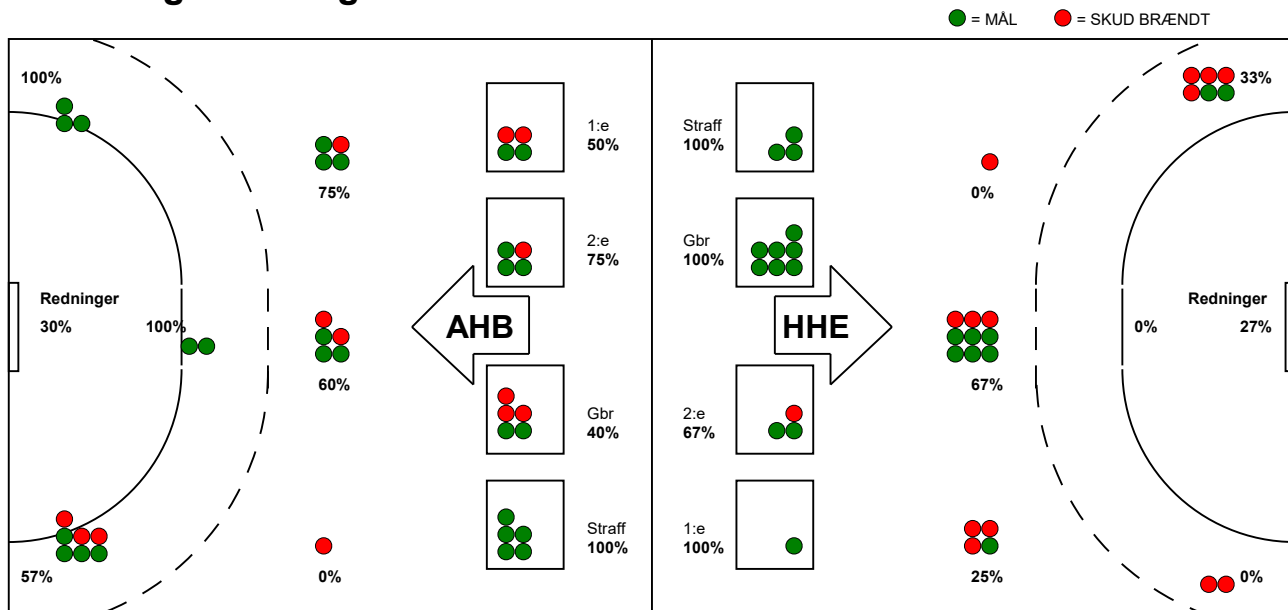 = MÅL = SKUD BRÆNDT
100%
75%
60%
0%
57%
Redninger
30%
100%
1:e
50%
2:e
75%
AHB
Gbr
40%
Straff
100%
Straff
100%
Gbr
100%
HHE
2:e
67%
1:e
100%
0%
67%
25%
33%
0%
Redninger
27%
0%